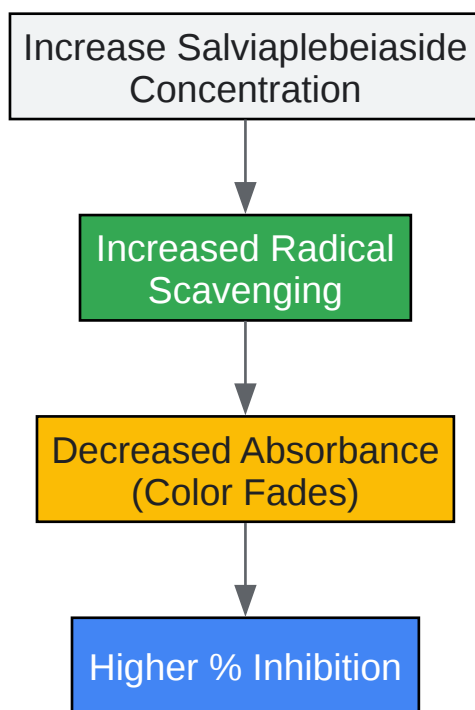 Increase Salviaplebeiaside
Concentration
Increased Radical
Scavenging
Decreased Absorbance
(Color Fades)
Higher % Inhibition